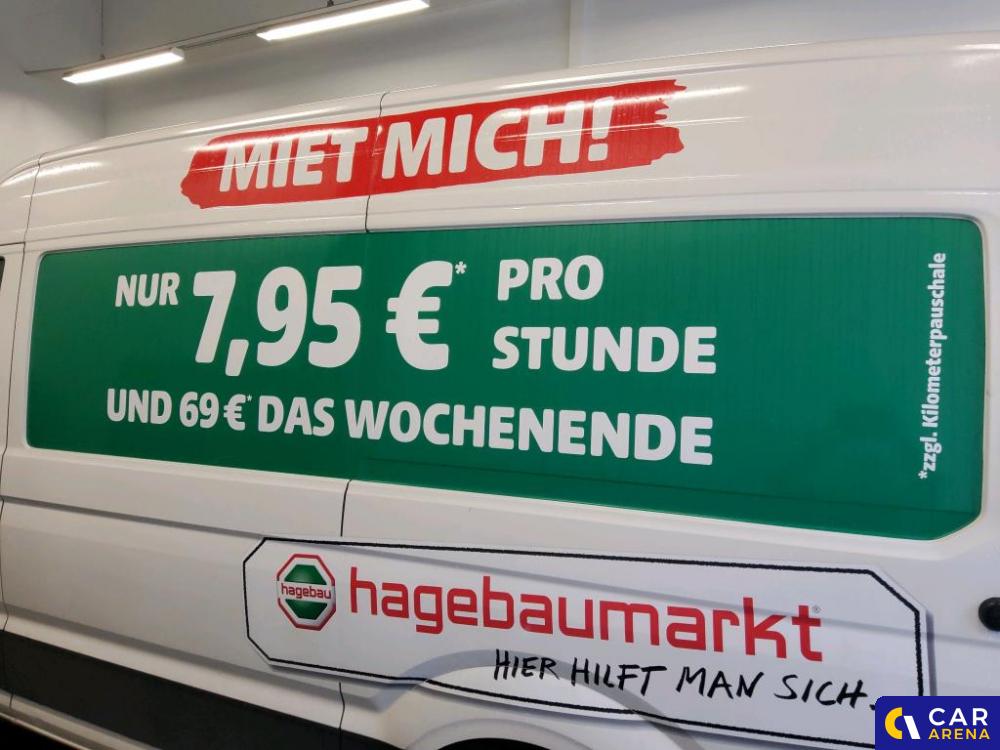 MIET MICH!
NUR 7,95 €* PRO STUNDE
UND 69 €* DAS WOCHENENDE
*zzgl. Kilometerpauschale
hagebau
hagebaumarkt®
HIER HILFT MAN SICH.
CAR
ARENA